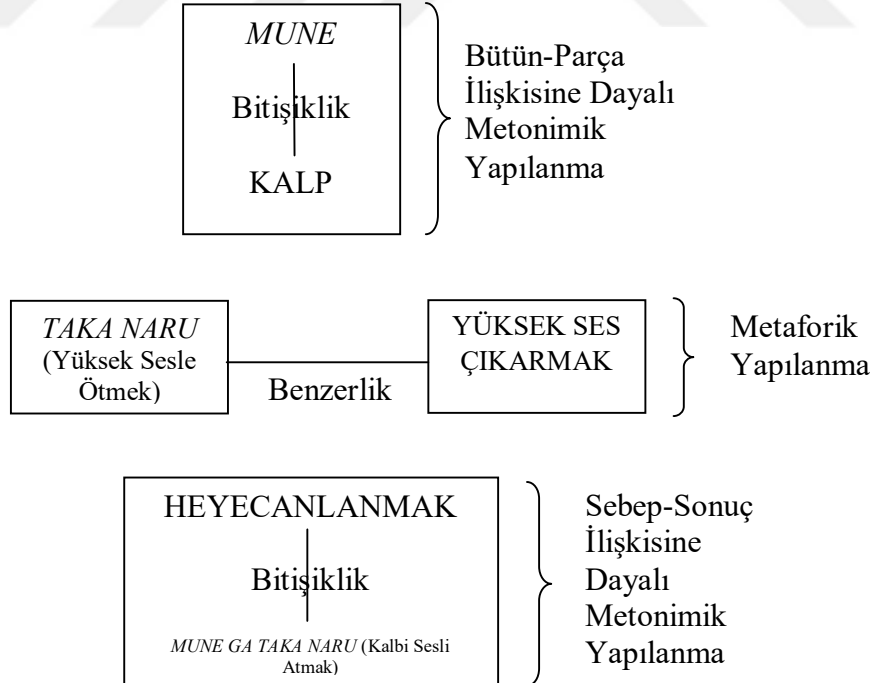 MUNE
Bitişiklik
KALP
Bütün-Parça
İlişkisine Dayalı
Metonimik
Yapılanma
TAKA NARU
(Yüksek Sesle
Ötmek)
Benzerlik
YÜKSEK SES
ÇIKARMAK
Metaforik
Yapılanma
HEYECANLANMAK
Bitişiklik
MUNE GA TAKA NARU (Kalbi Sesli
Atmak)
Sebep-Sonuç
İlişkisine
Dayalı
Metonimik
Yapılanma